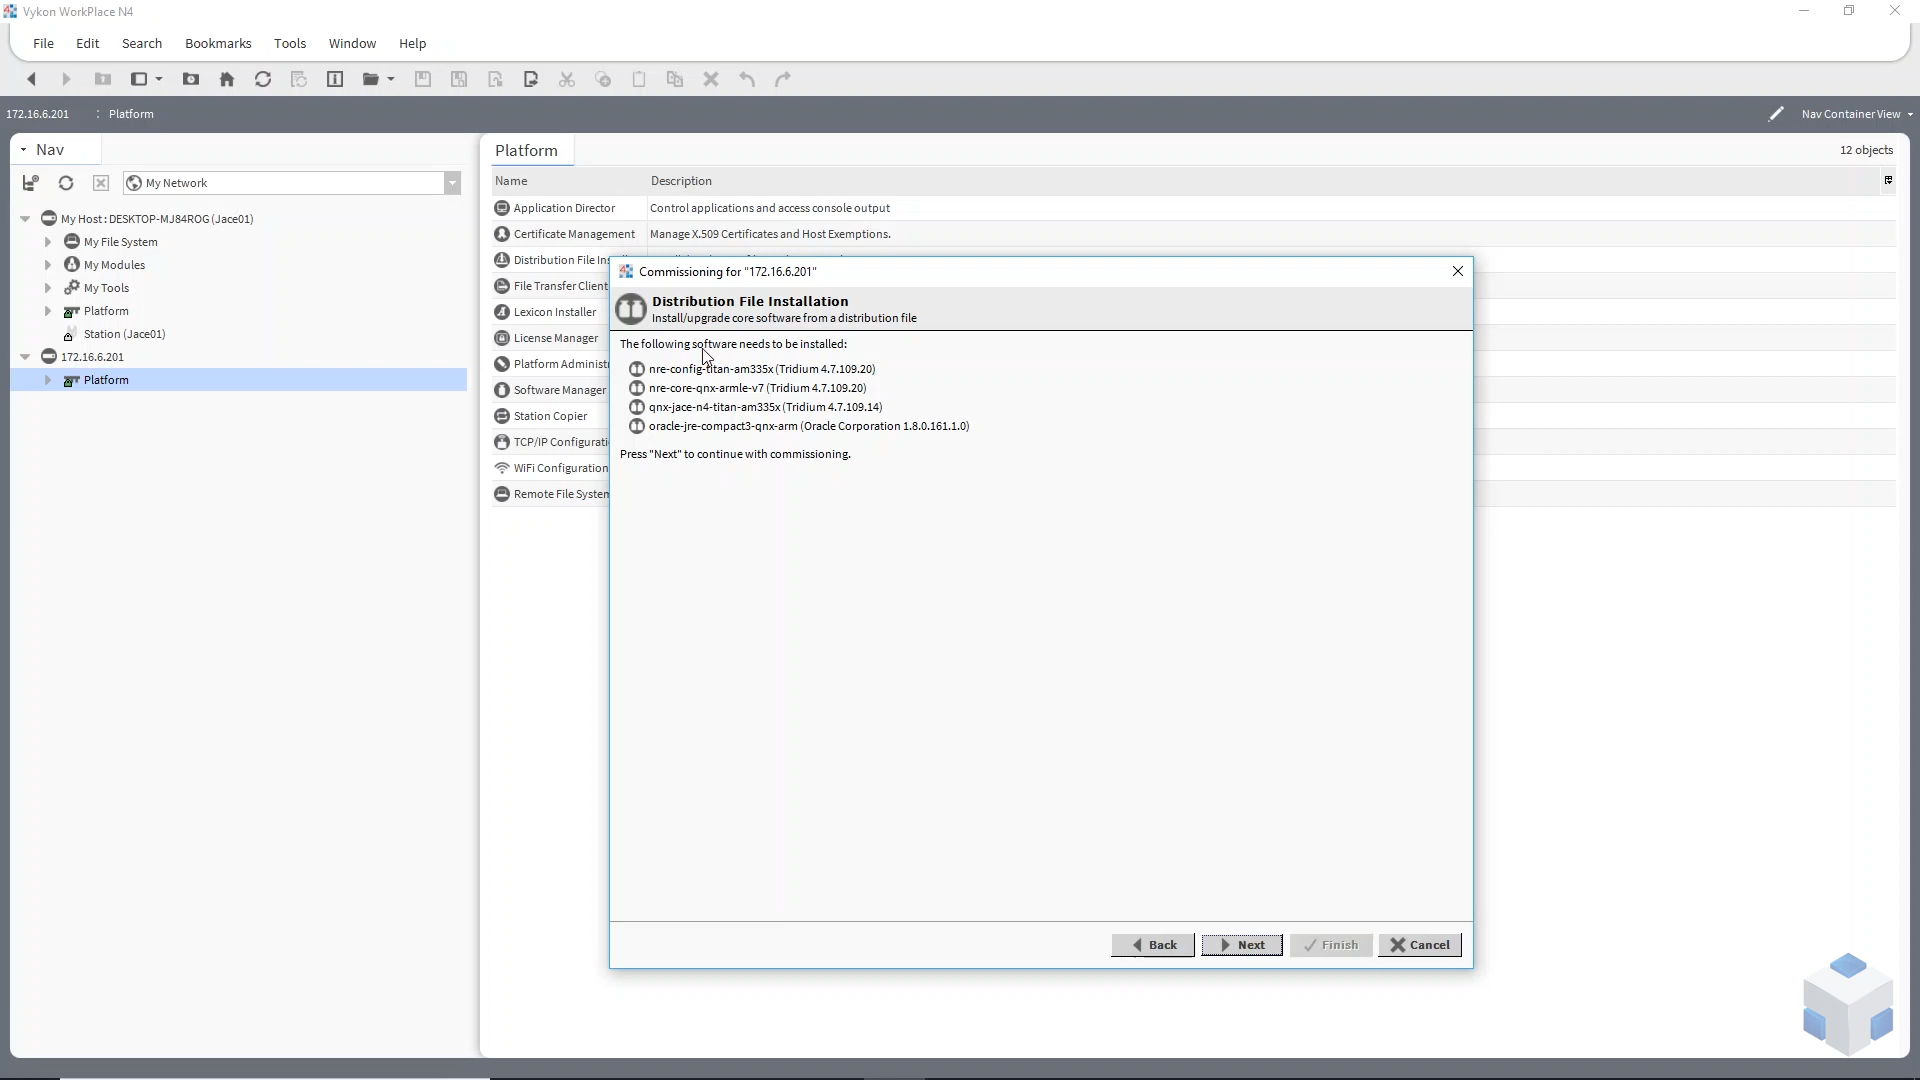 Vykon WorkPlace N4
File Edit Search Bookmarks Tools Window Help
172.16.6.201 : Platform Nav Container View
Nav
My Network
My Host : DESKTOP-MJ84ROG (Jace01)
My File System
My Modules
My Tools
Platform
Station (Jace01)
172.16.6.201
Platform
Platform 12 objects
Name Description
Application Director Control applications and access console output
Certificate Management Manage X.509 Certificates and Host Exemptions.
Distribution File Inst
File Transfer Client
Lexicon Installer
License Manager
Platform Administ
Software Manager
Station Copier
TCP/IP Configurati
WiFi Configuration
Remote File System
Commissioning for "172.16.6.201"
Distribution File Installation
Install/upgrade core software from a distribution file
The following software needs to be installed:
nre-config-titan-am335x (Tridium 4.7.109.20)
nre-core-qnx-armle-v7 (Tridium 4.7.109.20)
qnx-jace-n4-titan-am335x (Tridium 4.7.109.14)
oracle-jre-compact3-qnx-arm (Oracle Corporation 1.8.0.161.1.0)
Press "Next" to continue with commissioning.
Back Next Finish Cancel